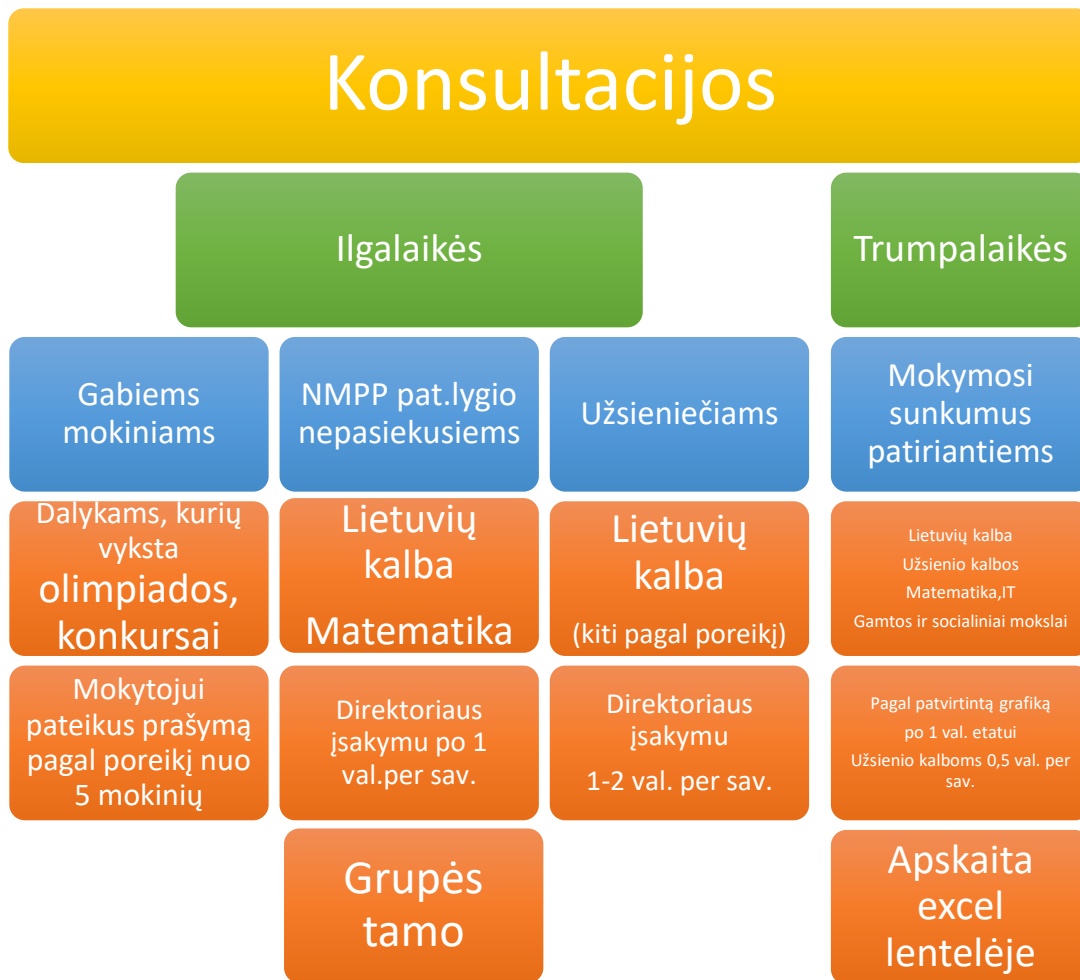 Konsultacijos
Ilgalaikės
Trumpalaikės
Gabiems
mokiniams
NMPP pat.lygio
nepasiekusiems
Užsieniečiams
Mokymosi
sunkumus
patiriantiems
Dalykams, kurių
vyksta
olimpiados,
konkursai
Lietuvių
kalba
Matematika
Lietuvių
kalba
(kiti pagal poreikį)
Lietuvių kalba
Užsienio kalbos
Matematika,IT
Gamtos ir socialiniai mokslai
Mokytojui
pateikus prašymą
pagal poreikį nuo
5 mokinių
Direktoriaus
įsakymu po 1
val.per sav.
Direktoriaus
įsakymu
1-2 val. per sav.
Pagal patvirtintą grafiką
po 1 val. etatui
Užsienio kalboms 0,5 val. per
sav.
Grupės
tamo
Apskaita
excel
lentelėje